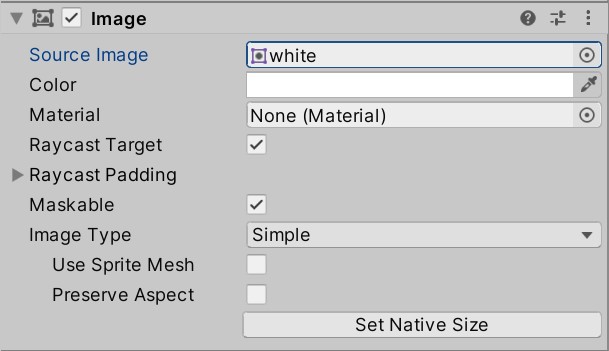 Image
Source Image white
Color
Material None (Material)
Raycast Target
Raycast Padding
Maskable
Image Type Simple
Use Sprite Mesh
Preserve Aspect
Set Native Size